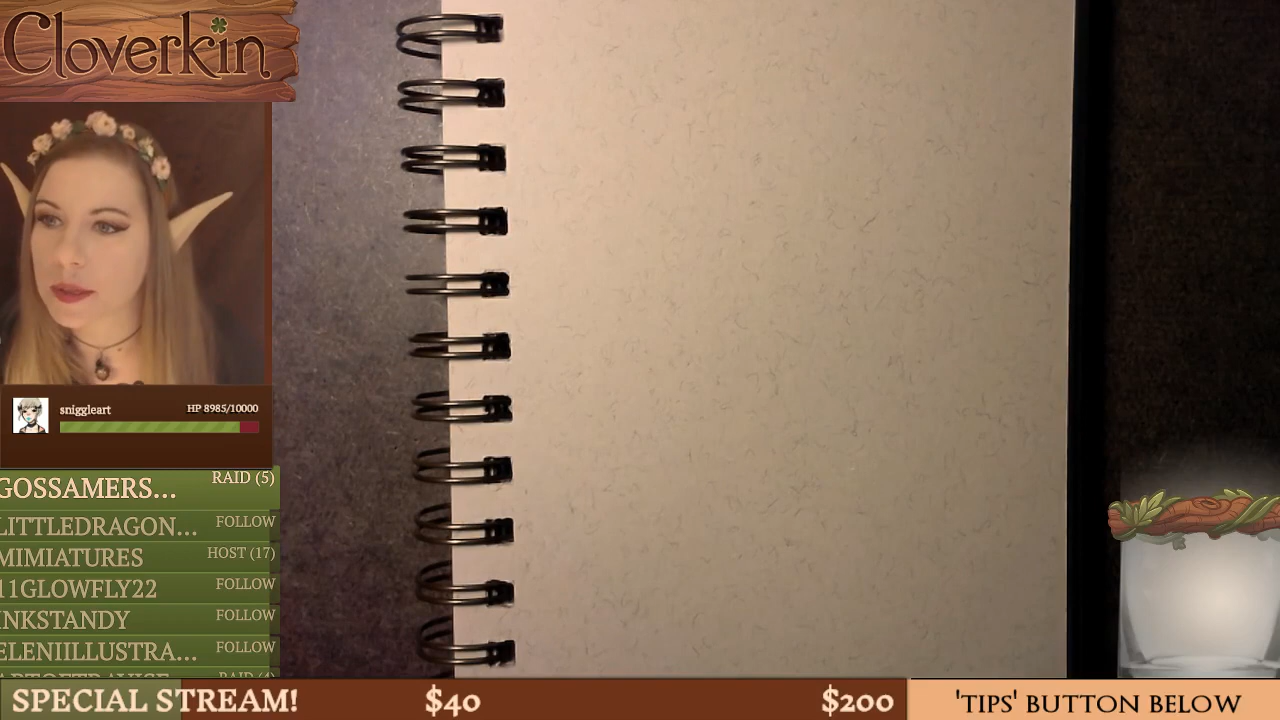 Cloverkin
sniggleart HP 8985/10000
GOSSAMERS... RAID (5)
LITTLEDRAGON... FOLLOW
MIMIATURES HOST (17)
11GLOWFLY22 FOLLOW
INKSTANDY FOLLOW
ELENIILLUSTRA... FOLLOW
SPECIAL STREAM! $40 $200 'TIPS' BUTTON BELOW